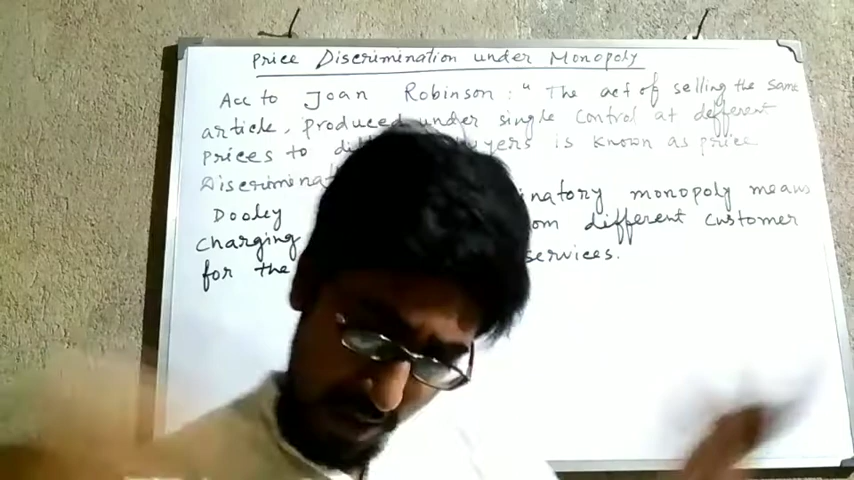 Price Discrimination under Monopoly
Acc to Joan Robinson : " The act of selling the same
article, produced under single control at different
prices to yers is known as price
Discriminat
Dooley inatory monopoly means
charging om different customer
for the services.